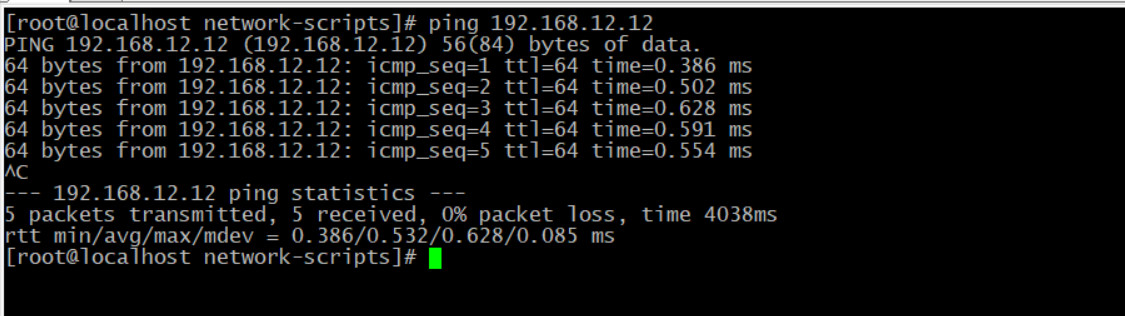 [root@localhost network-scripts]# ping 192.168.12.12
PING 192.168.12.12 (192.168.12.12) 56(84) bytes of data.
64 bytes from 192.168.12.12: icmp_seq=1 ttl=64 time=0.386 ms
64 bytes from 192.168.12.12: icmp_seq=2 ttl=64 time=0.502 ms
64 bytes from 192.168.12.12: icmp_seq=3 ttl=64 time=0.628 ms
64 bytes from 192.168.12.12: icmp_seq=4 ttl=64 time=0.591 ms
64 bytes from 192.168.12.12: icmp_seq=5 ttl=64 time=0.554 ms
^C
--- 192.168.12.12 ping statistics ---
5 packets transmitted, 5 received, 0% packet loss, time 4038ms
rtt min/avg/max/mdev = 0.386/0.532/0.628/0.085 ms
[root@localhost network-scripts]#